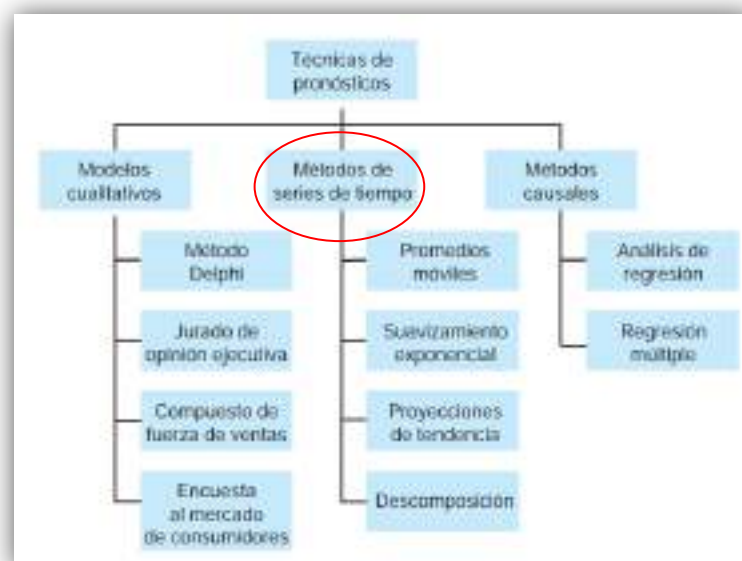 Técnicas de
pronósticos
Modelos
cualitativos
Métodos de
series de tiempo
Métodos
causales
Método
Delphi
Jurado de
opinión ejecutiva
Compuesto de
fuerza de ventas
Encuesta
al mercado
de consumidores
Promedios
móviles
Suavizamiento
exponencial
Proyecciones
de tendencia
Descomposición
Análisis de
regresión
Regresión
múltiple